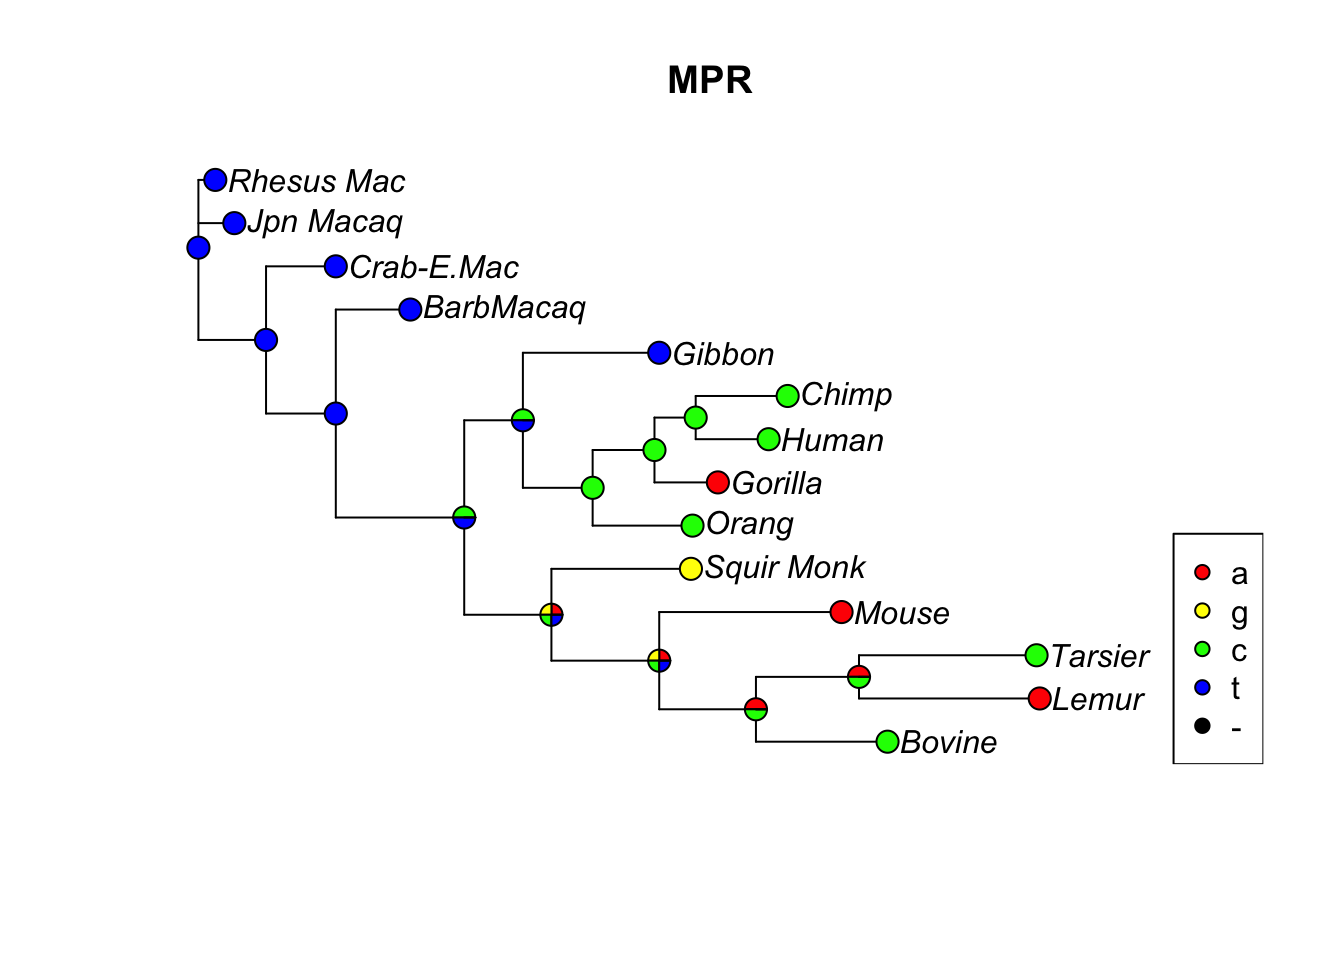 MPR
Rhesus Mac
Jpn Macaq
Crab-E.Mac
BarbMacaq
Gibbon
Chimp
Human
Gorilla
Orang
Squir Monk
Mouse
Tarsier
Lemur
Bovine
a
g
c
t
-